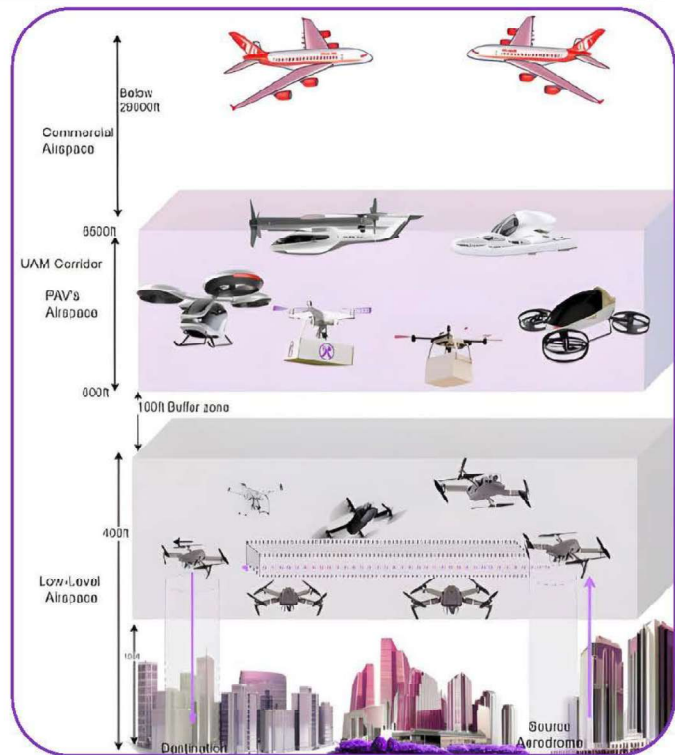 Below
29000ft
Commercial
Airspace
6500ft
UAM Corridor
PAV's
Airspace
600ft
100ft Buffer zone
400ft
Low-Level
Airspace
Destination
Source
Aerodrome